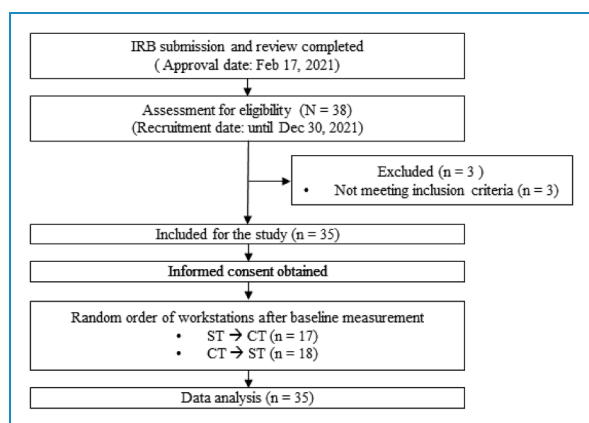 IRB submission and review completed
( Approval date: Feb 17, 2021)
Assessment for eligibility (N = 38)
(Recruitment date: until Dec 30, 2021)
Excluded (n = 3 )
• Not meeting inclusion criteria (n = 3)
Included for the study (n = 35)
Informed consent obtained
Random order of workstations after baseline measurement
• ST → CT (n = 17)
• CT → ST (n = 18)
Data analysis (n = 35)